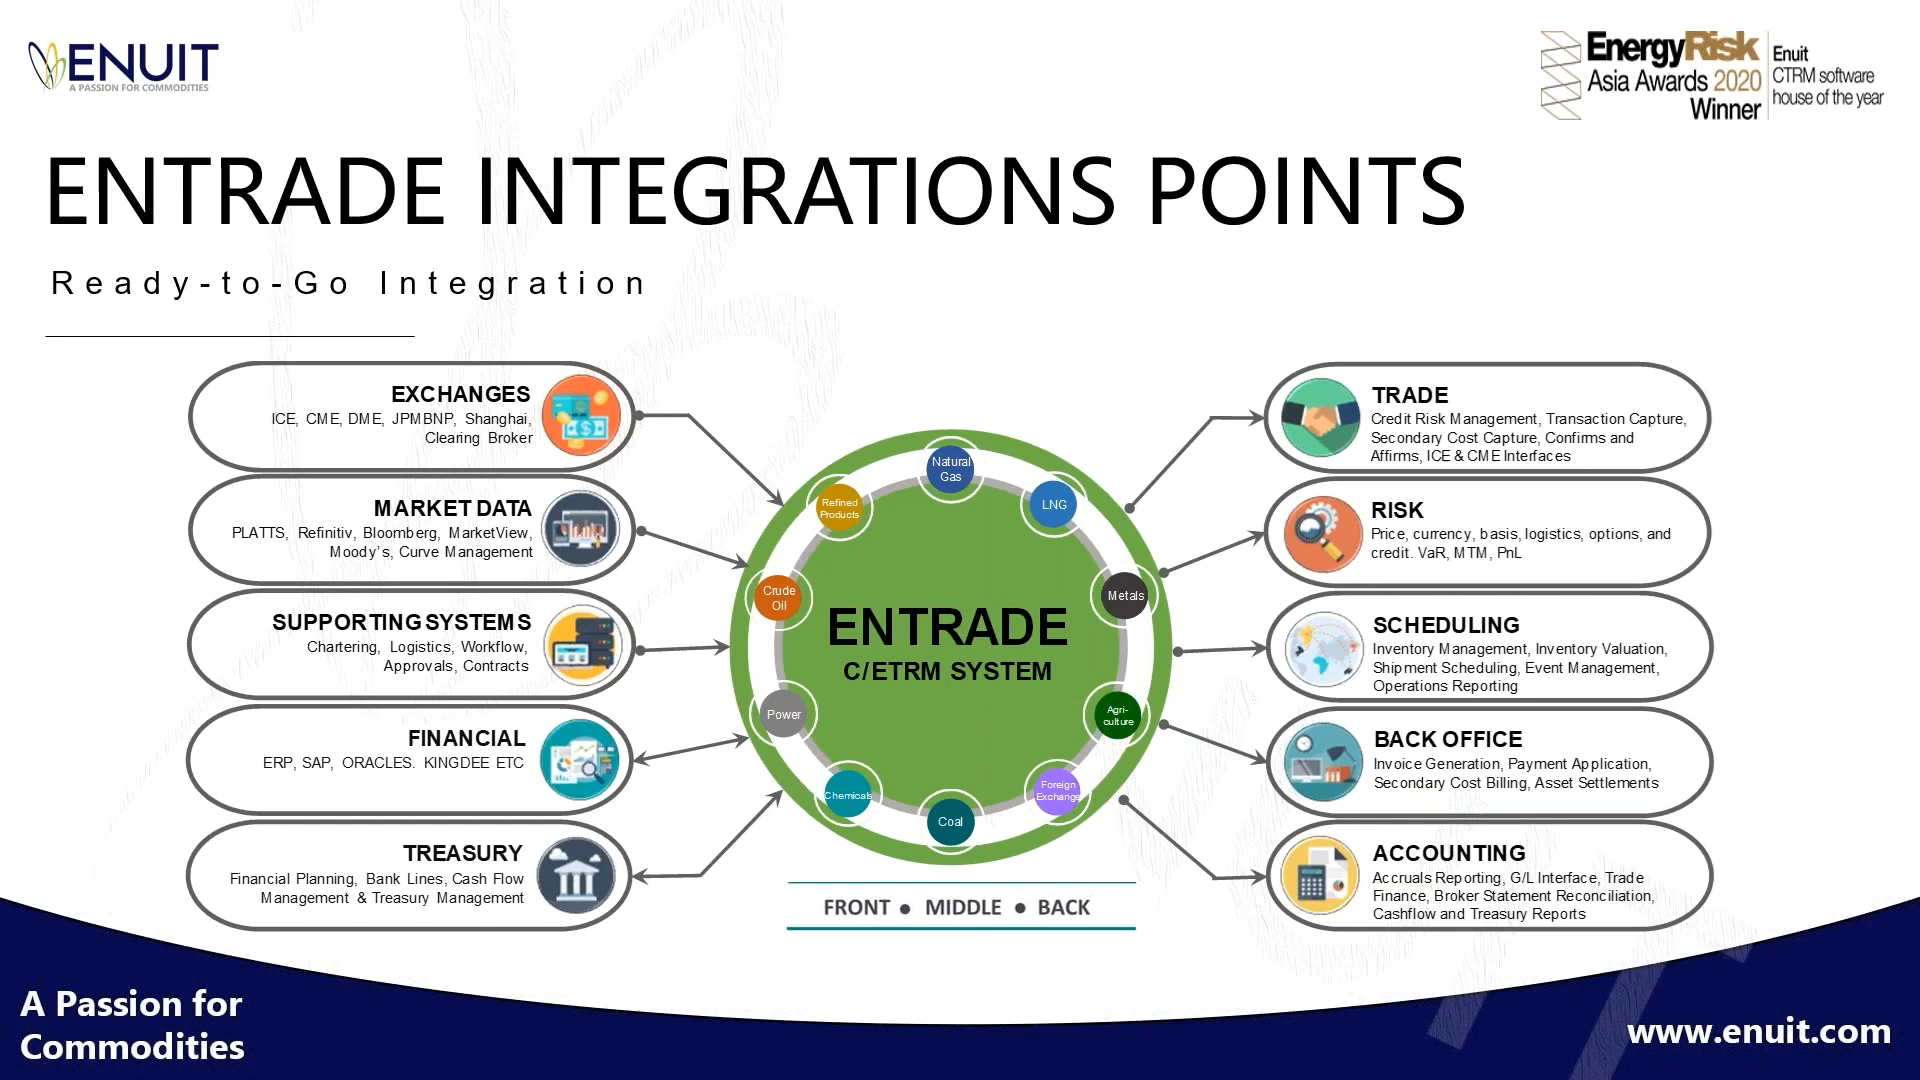 ENUIT
A PASSION FOR COMMODITIES
EnergyRisk
Asia Awards 2020
Winner
Enuit
CTRM software
house of the year
ENTRADE INTEGRATIONS POINTS
Ready-to-Go Integration
EXCHANGES
ICE, CME, DME, JPMBNP, Shanghai,
Clearing Broker
MARKET DATA
PLATTS, Refinitiv, Bloomberg, MarketView,
Moody's, Curve Management
SUPPORTING SYSTEMS
Chartering, Logistics, Workflow,
Approvals, Contracts
FINANCIAL
ERP, SAP, ORACLES. KINGDEE ETC
TREASURY
Financial Planning, Bank Lines, Cash Flow
Management & Treasury Management
Natural
Gas
Refined
Products
LNG
Crude
Oil
Metals
ENTRADE
C/ETRM SYSTEM
Power
Agri-
culture
Chemicals
Foreign
Exchange
Coal
FRONT ● MIDDLE ● BACK
TRADE
Credit Risk Management, Transaction Capture,
Secondary Cost Capture, Confirms and
Affirms, ICE & CME Interfaces
RISK
Price, currency, basis, logistics, options, and
credit. VaR, MTM, PnL
SCHEDULING
Inventory Management, Inventory Valuation,
Shipment Scheduling, Event Management,
Operations Reporting
BACK OFFICE
Invoice Generation, Payment Application,
Secondary Cost Billing, Asset Settlements
ACCOUNTING
Accruals Reporting, G/L Interface, Trade
Finance, Broker Statement Reconciliation,
Cashflow and Treasury Reports
A Passion for
Commodities
www.enuit.com